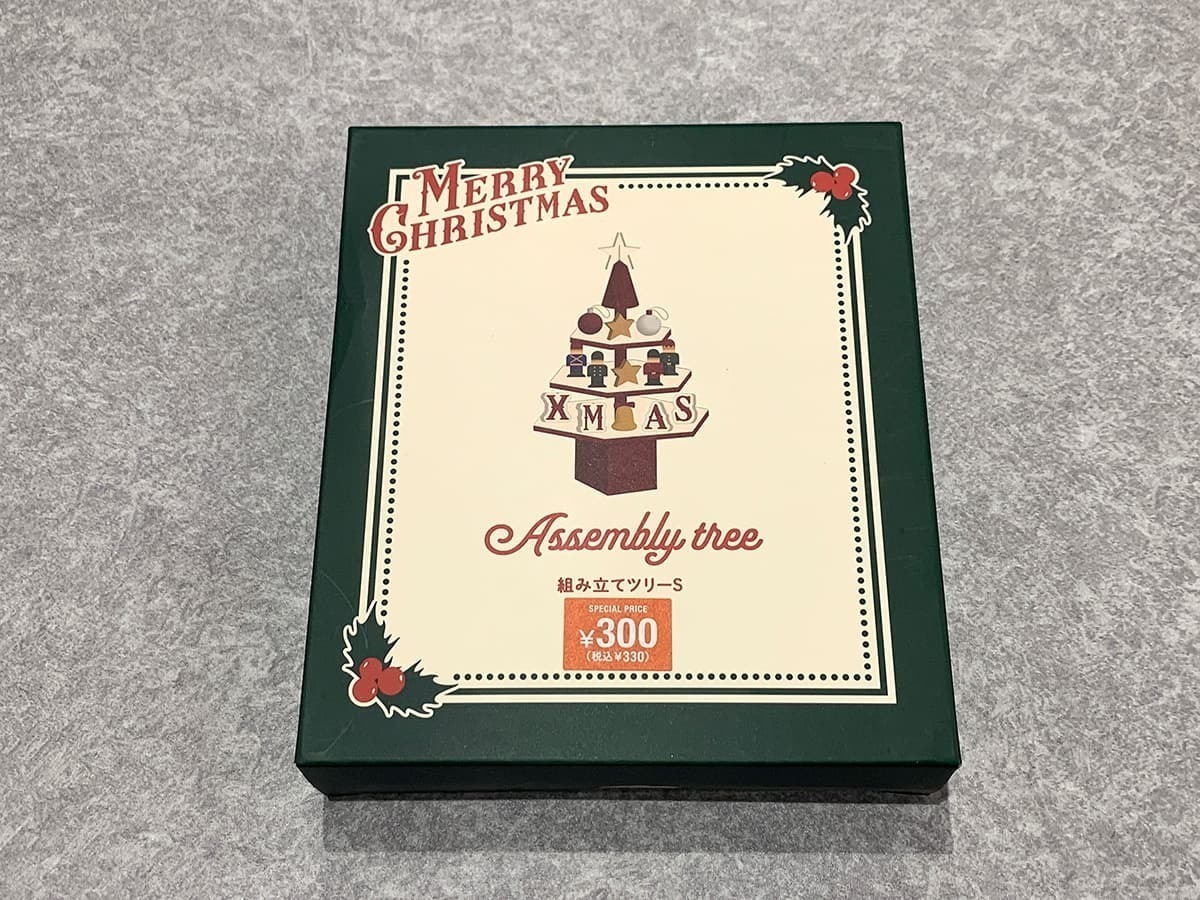 MERRY
CHRISTMAS
XMAS
Assembly tree
組み立てツリーS
SPECIAL PRICE
¥300
(税込¥330)